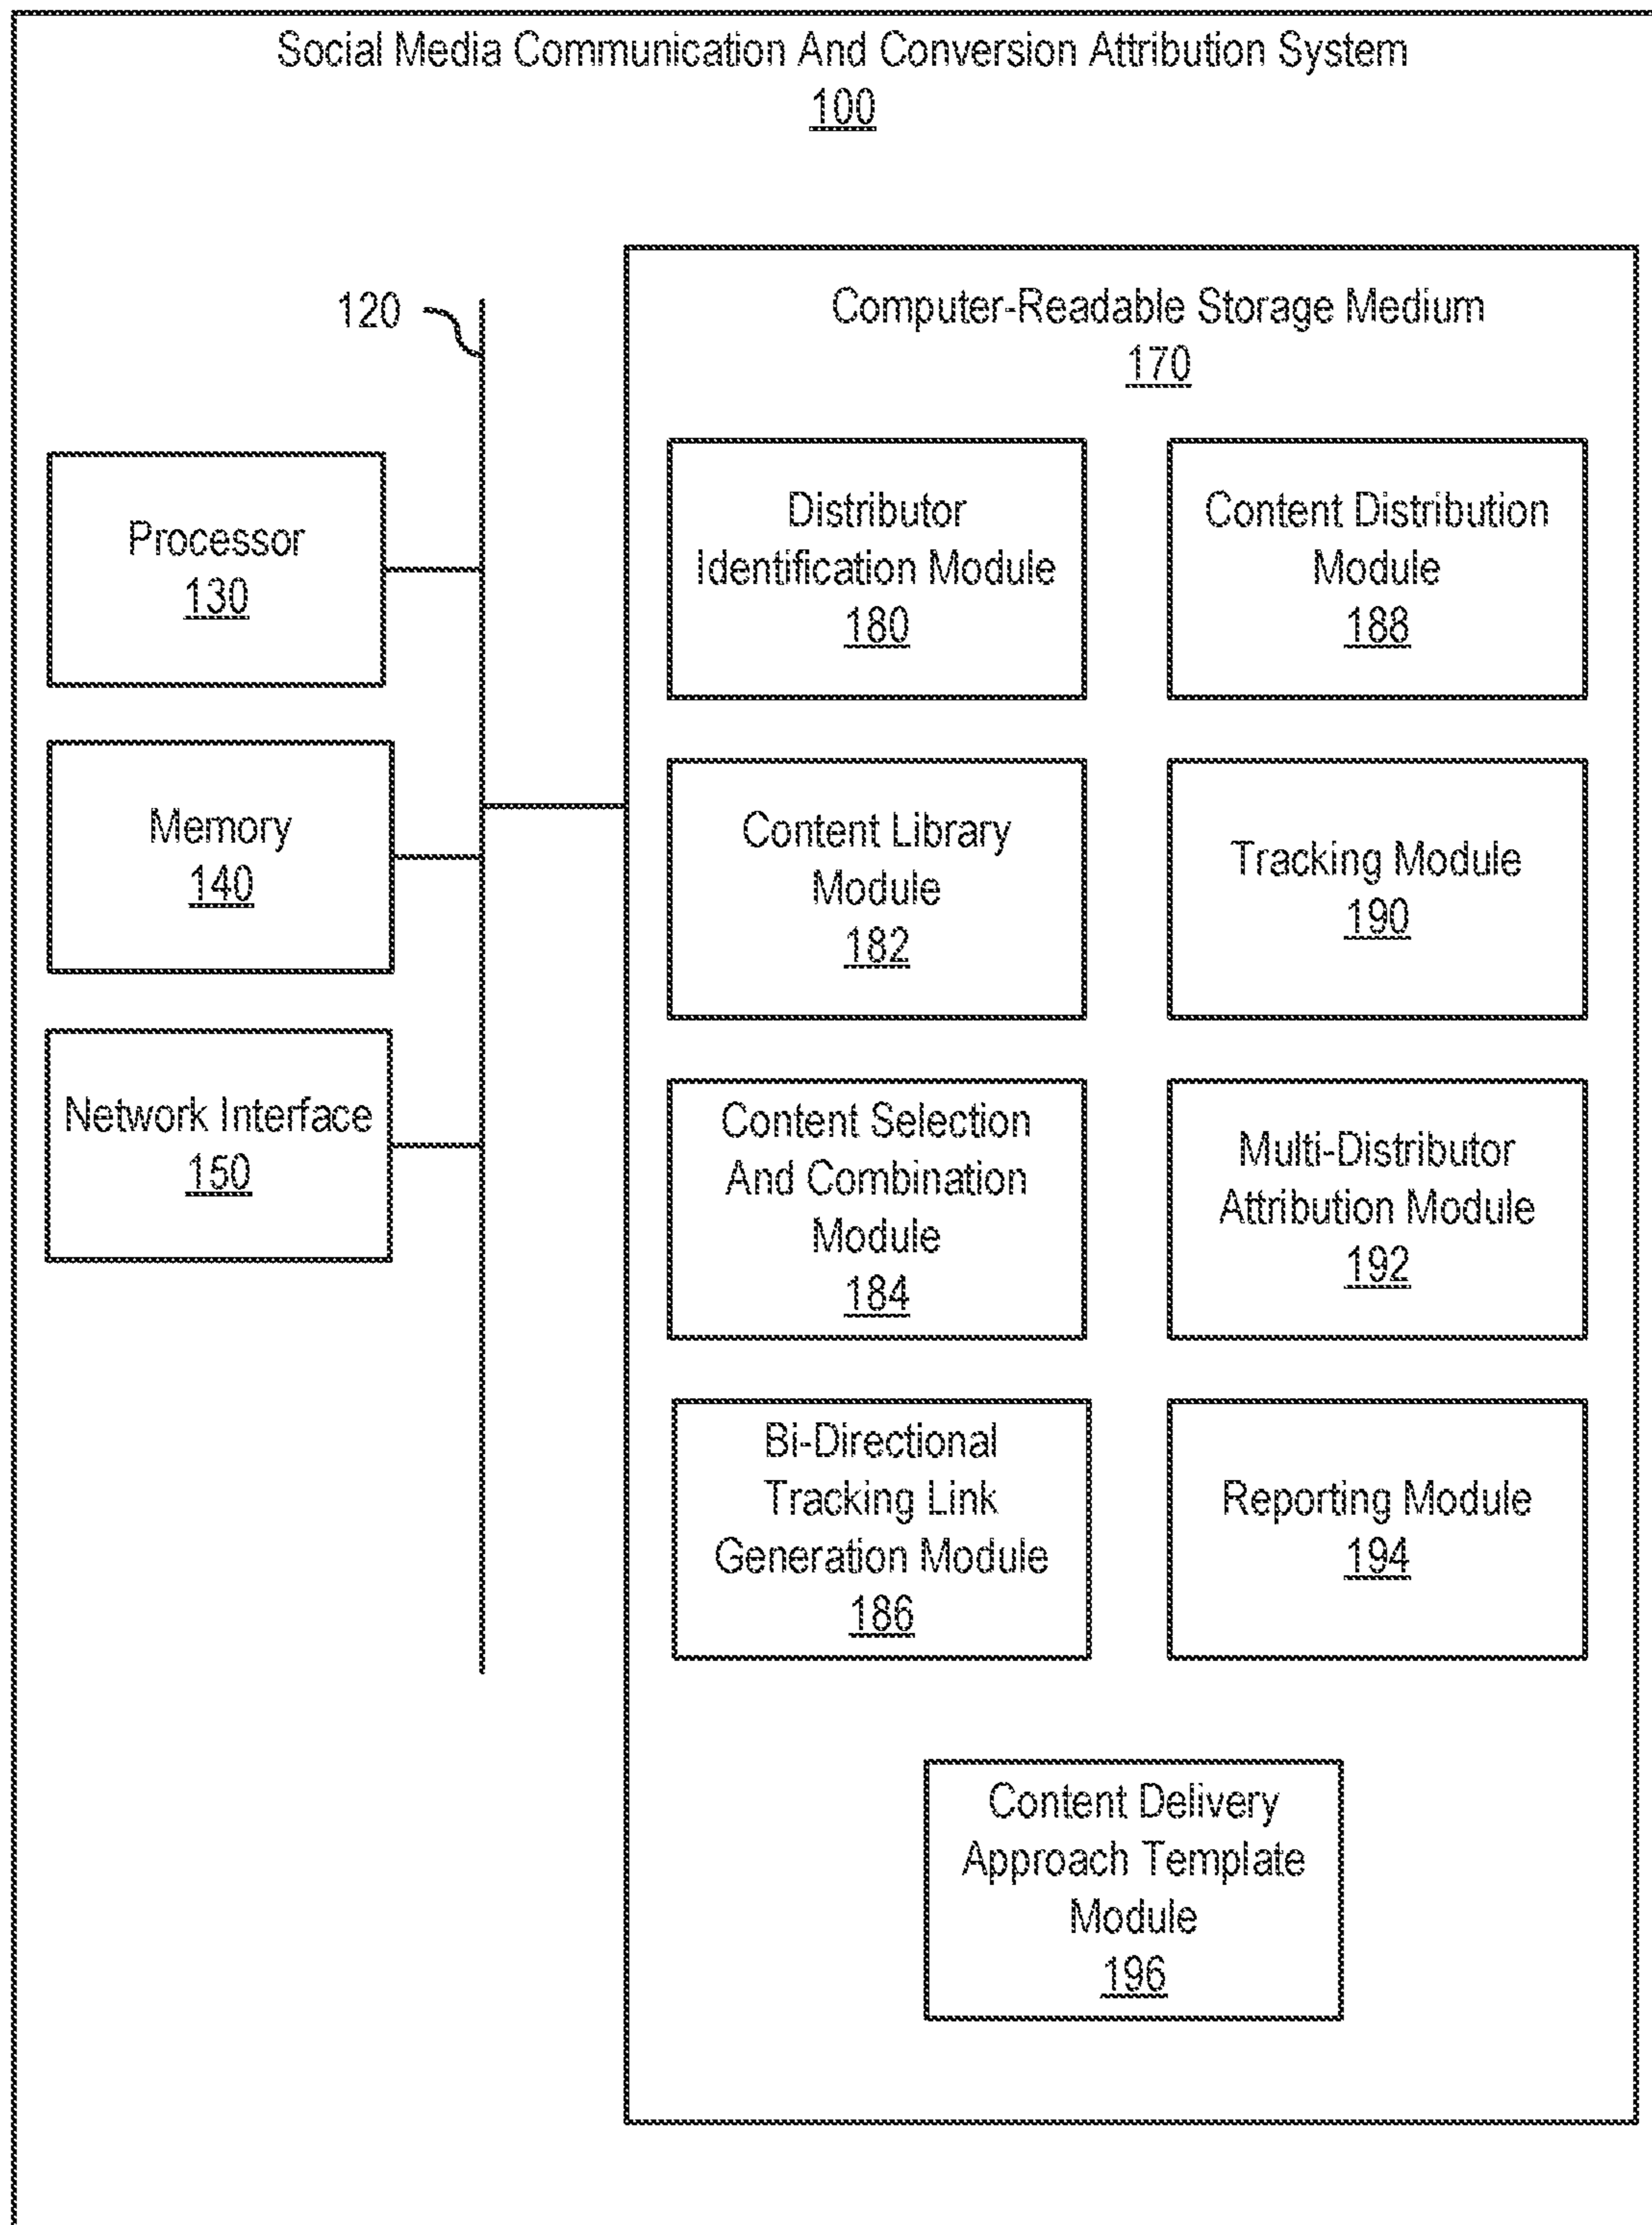 Social Media Communication And Conversion Attribution System
100
120
Processor
130
Memory
140
Network Interface
150
Computer-Readable Storage Medium
170
Distributor
Identification Module
180
Content Distribution
Module
188
Content Library
Module
182
Tracking Module
190
Content Selection
And Combination
Module
184
Multi-Distributor
Attribution Module
192
Bi-Directional
Tracking Link
Generation Module
186
Reporting Module
194
Content Delivery
Approach Template
Module
196